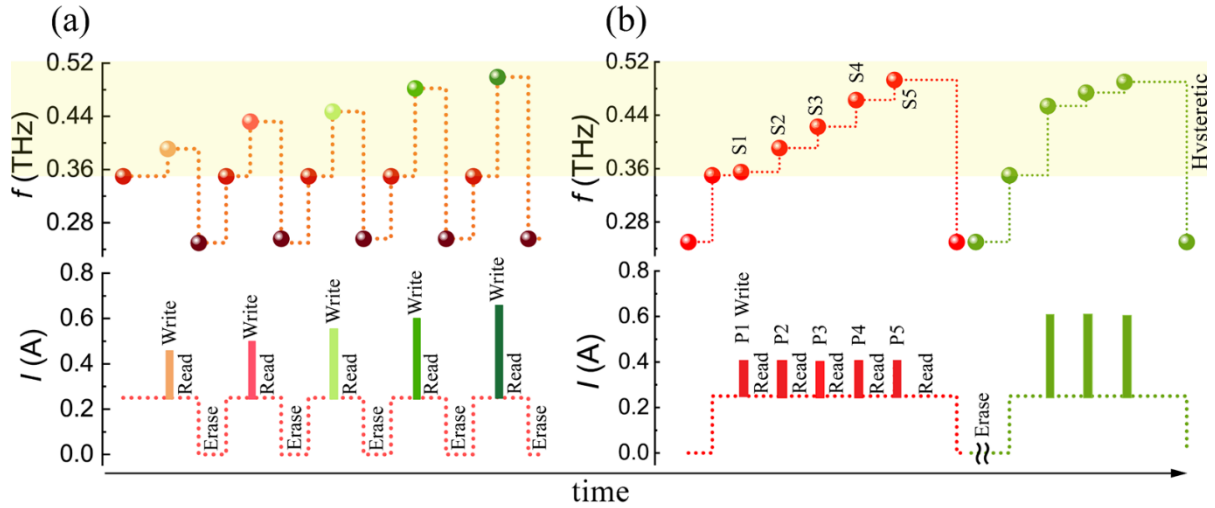 (a)
(b)
0.52
0.44
0.36
0.28
f (THz)
0.8
0.6
0.4
0.2
0.0
I (A)
Write
Read
Erase
Write
Read
Erase
Write
Read
Erase
Write
Read
Erase
Write
Read
Erase
0.52
0.44
0.36
0.28
f (THz)
S1
S2
S3
S4
S5
Hysteretic
0.8
0.6
0.4
0.2
0.0
I (A)
P1 Write
Read
P2
Read
P3
Read
P4
Read
P5
Read
Erase
time